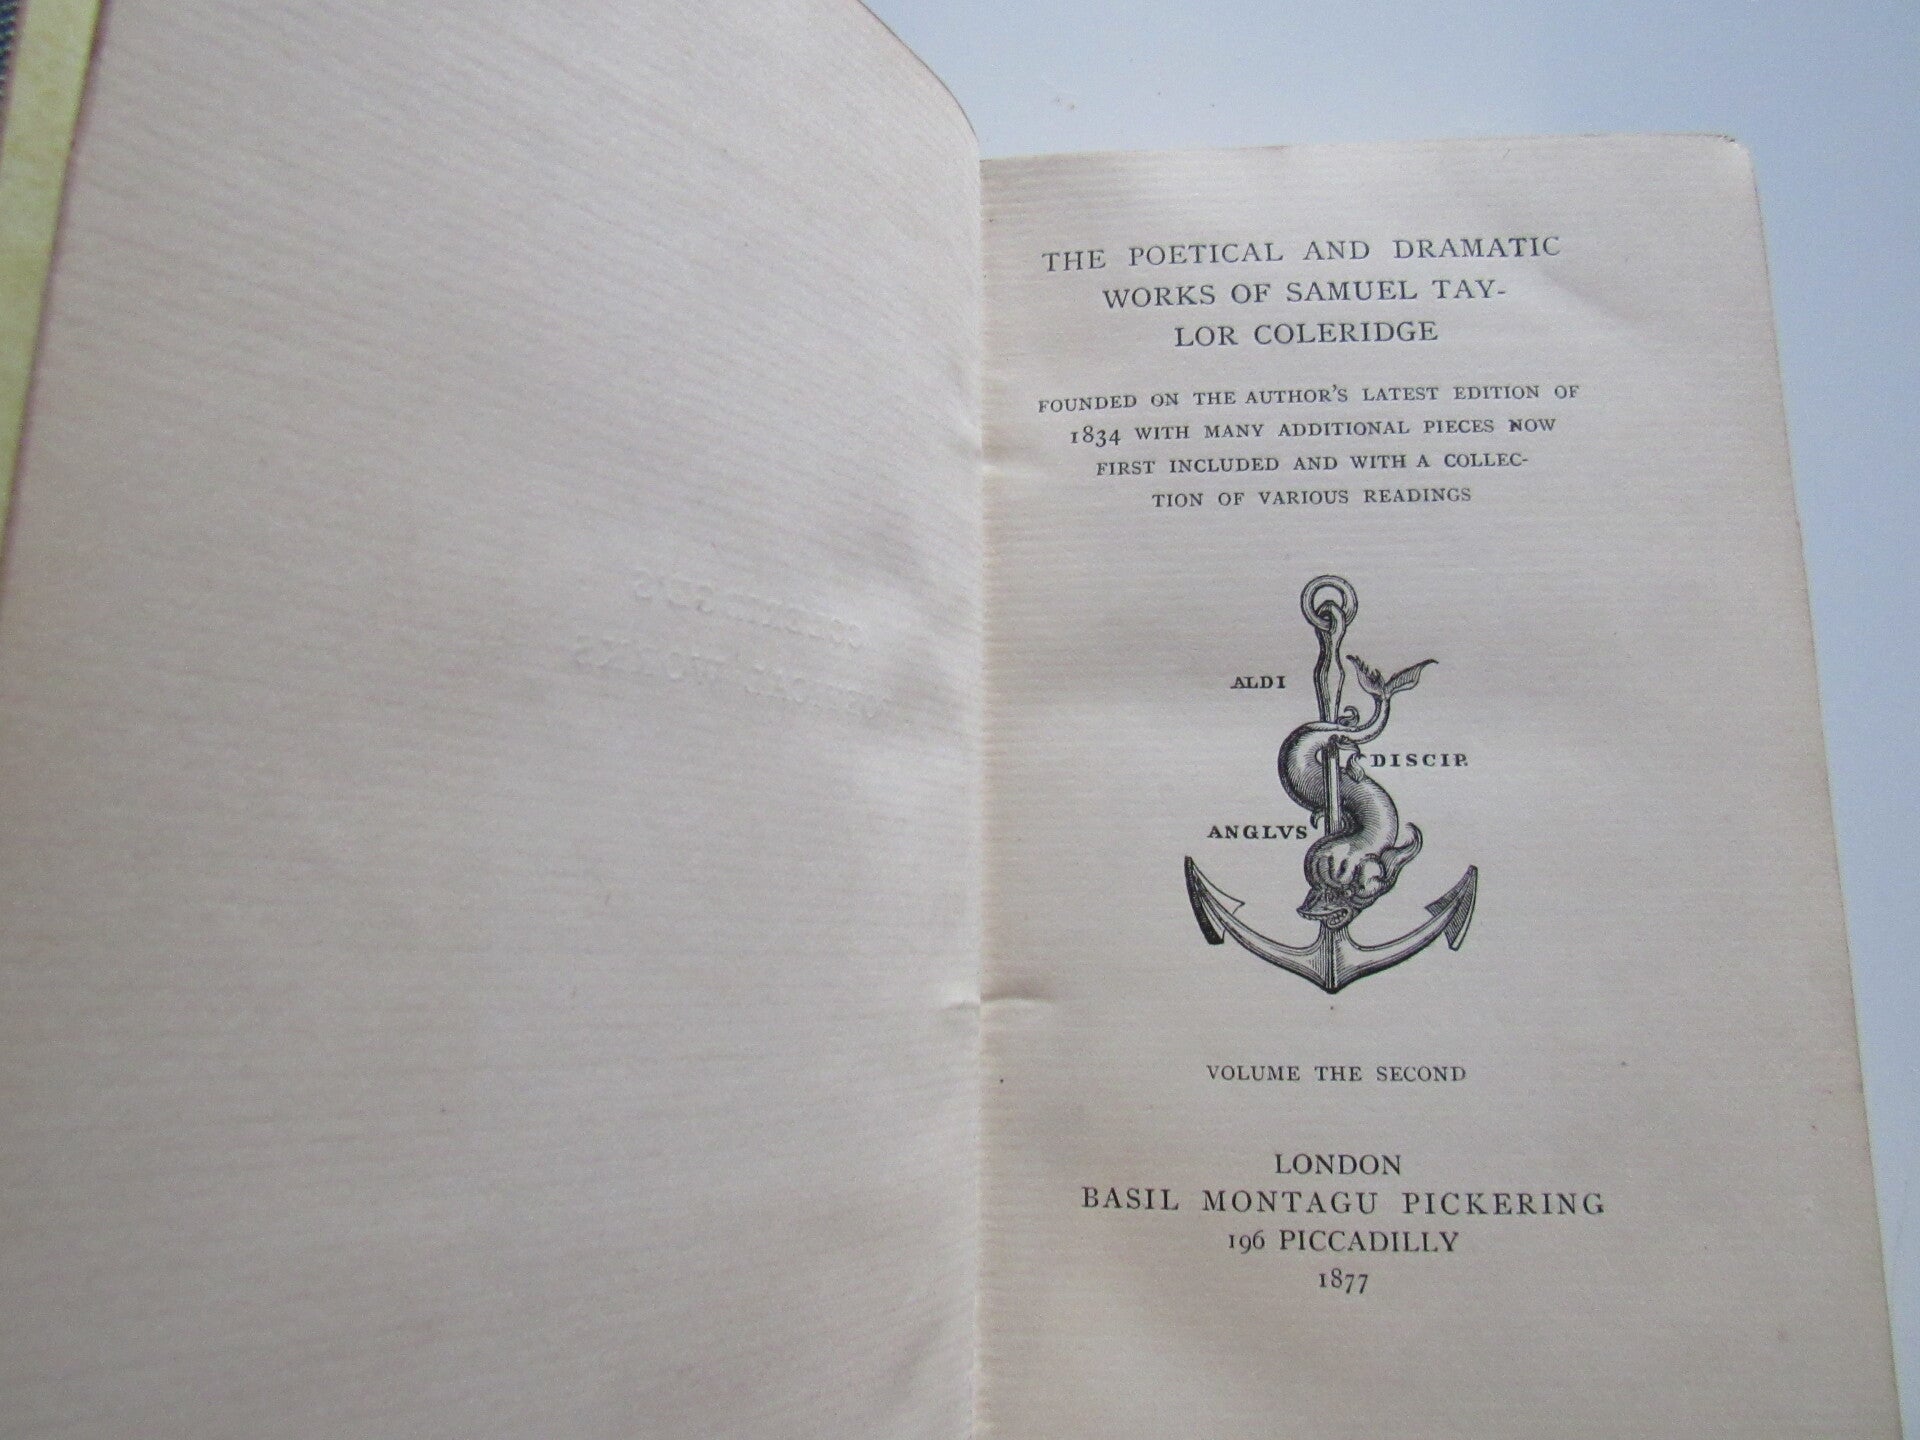 THE POETICAL AND DRAMATIC
WORKS OF SAMUEL TAY-
LOR COLERIDGE
FOUNDED ON THE AUTHOR'S LATEST EDITION OF
1834 WITH MANY ADDITIONAL PIECES NOW
FIRST INCLUDED AND WITH A COLLEC-
TION OF VARIOUS READINGS
ALDI
DISCIP.
ANGLVS
VOLUME THE SECOND
LONDON
BASIL MONTAGU PICKERING
196 PICCADILLY
1877